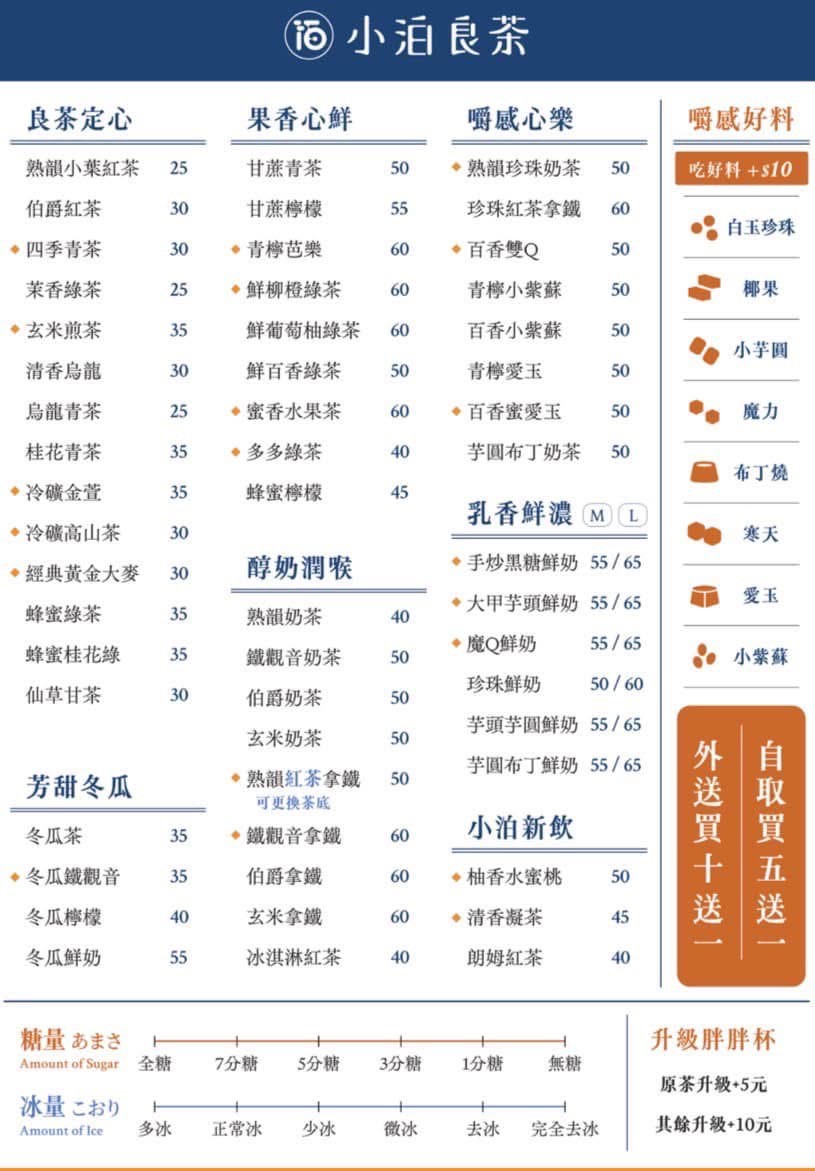 泊 小泊良茶
良茶定心
熟韻小葉紅茶 25
伯爵紅茶 30
四季青茶 30
茉香綠茶 25
玄米煎茶 35
清香烏龍 30
烏龍青茶 25
桂花青茶 35
冷礦金萱 35
冷礦高山茶 30
經典黃金大麥 30
蜂蜜綠茶 35
蜂蜜桂花綠 35
仙草甘茶 30
芳甜冬瓜
冬瓜茶 35
冬瓜鐵觀音 35
冬瓜檸檬 40
冬瓜鮮奶 55
果香心鮮
甘蔗青茶 50
甘蔗檸檬 55
青檸芭樂 60
鮮柳橙綠茶 60
鮮葡萄柚綠茶 60
鮮百香綠茶 50
蜜香水果茶 60
多多綠茶 40
蜂蜜檸檬 45
醇奶潤喉
熟韻奶茶 40
鐵觀音奶茶 50
伯爵奶茶 50
玄米奶茶 50
熟韻紅茶拿鐵 50
可更換茶底
鐵觀音拿鐵 60
伯爵拿鐵 60
玄米拿鐵 60
冰淇淋紅茶 40
嚼感心樂
熟韻珍珠奶茶 50
珍珠紅茶拿鐵 60
百香雙Q 50
青檸小紫蘇 50
百香小紫蘇 50
青檸愛玉 50
百香蜜愛玉 50
芋圓布丁奶茶 50
乳香鮮濃 M L
手炒黑糖鮮奶 55/65
大甲芋頭鮮奶 55/65
魔Q鮮奶 55/65
珍珠鮮奶 50/60
芋頭芋圓鮮奶 55/65
芋圓布丁鮮奶 55/65
小泊新飲
柚香水蜜桃 50
清香凝茶 45
朗姆紅茶 40
嚼感好料
吃好料+$10
白玉珍珠
椰果
小芋圓
魔力
布丁燒
寒天
愛玉
小紫蘇
自取買五送一
外送買十送一
糖量 あまさ
Amount of Sugar
全糖 7分糖 5分糖 3分糖 1分糖 無糖
冰量 こおり
Amount of Ice
多冰 正常冰 少冰 微冰 去冰 完全去冰
升級胖胖杯
原茶升級+5元
其餘升級+10元